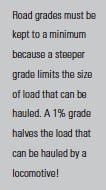 Road grades must be
kept to a minimum
because a steeper
grade limits the size
of load that can be
hauled. A 1% grade
halves the load that
can be hauled by a
locomotive!